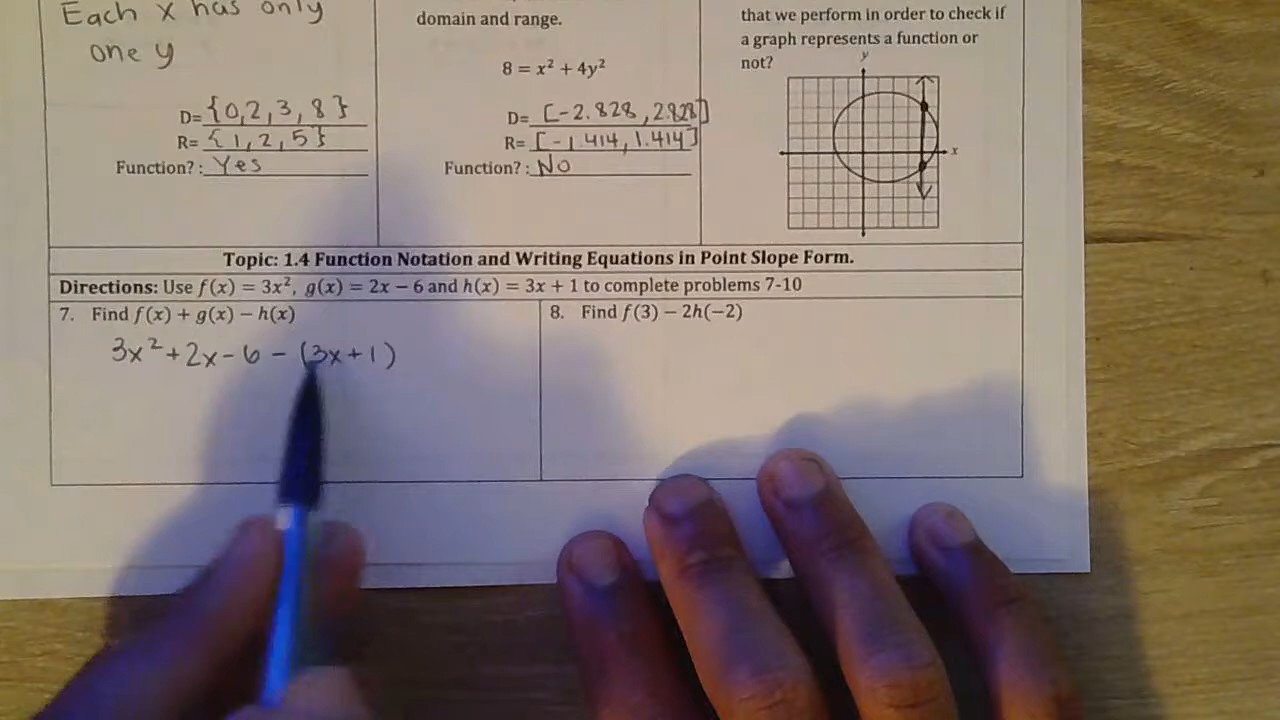 Each x has only
one y
D= {0,2,3,8}
R= {1,2,5}
Function? : Yes
domain and range.
8 = x² + 4y²
D= [-2.828,2.828]
R= [-1.414,1.414]
Function? : No
that we perform in order to check if
a graph represents a function or
not?
y
x
Topic: 1.4 Function Notation and Writing Equations in Point Slope Form.
Directions: Use f(x) = 3x², g(x) = 2x − 6 and h(x) = 3x + 1 to complete problems 7-10
7. Find f(x) + g(x) − h(x)
3x² + 2x - 6 - (3x + 1)
8. Find f(3) − 2h(−2)